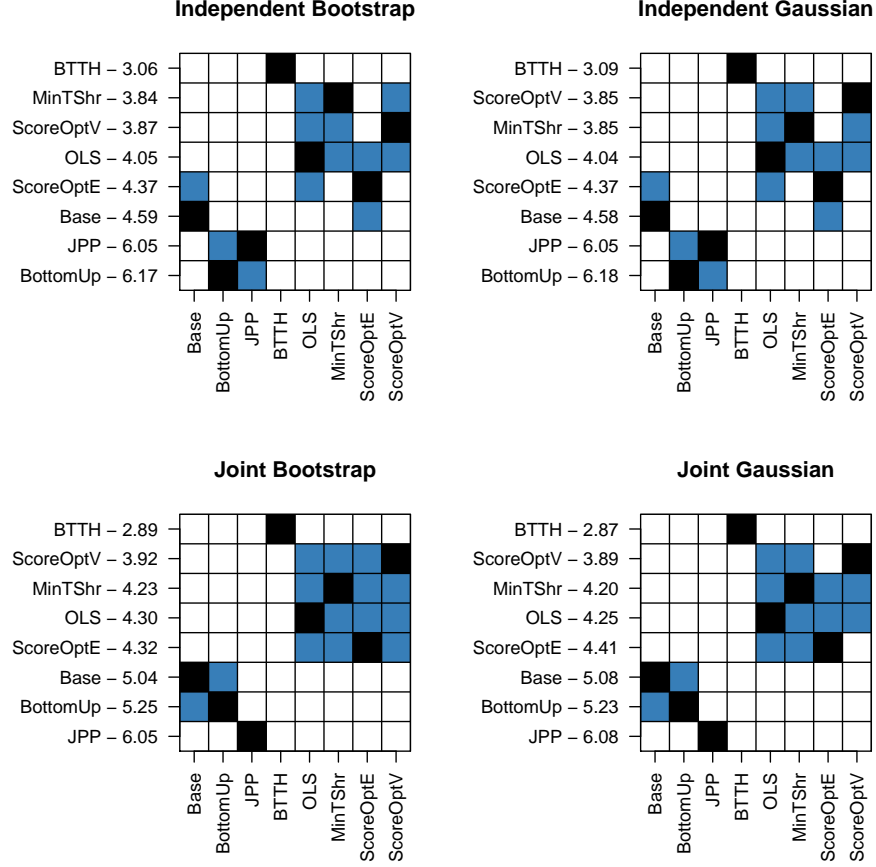 Independent Bootstrap
BTTH − 3.06
MinTShr − 3.84
ScoreOptV − 3.87
OLS − 4.05
ScoreOptE − 4.37
Base − 4.59
JPP − 6.05
BottomUp − 6.17
Base
BottomUp
JPP
BTTH
OLS
MinTShr
ScoreOptE
ScoreOptV
Independent Gaussian
BTTH − 3.09
ScoreOptV − 3.85
MinTShr − 3.85
OLS − 4.04
ScoreOptE − 4.37
Base − 4.58
JPP − 6.05
BottomUp − 6.18
Base
BottomUp
JPP
BTTH
OLS
MinTShr
ScoreOptE
ScoreOptV
Joint Bootstrap
BTTH − 2.89
ScoreOptV − 3.92
MinTShr − 4.23
OLS − 4.30
ScoreOptE − 4.32
Base − 5.04
BottomUp − 5.25
JPP − 6.05
Base
BottomUp
JPP
BTTH
OLS
MinTShr
ScoreOptE
ScoreOptV
Joint Gaussian
BTTH − 2.87
ScoreOptV − 3.89
MinTShr − 4.20
OLS − 4.25
ScoreOptE − 4.41
Base − 5.08
BottomUp − 5.23
JPP − 6.08
Base
BottomUp
JPP
BTTH
OLS
MinTShr
ScoreOptE
ScoreOptV